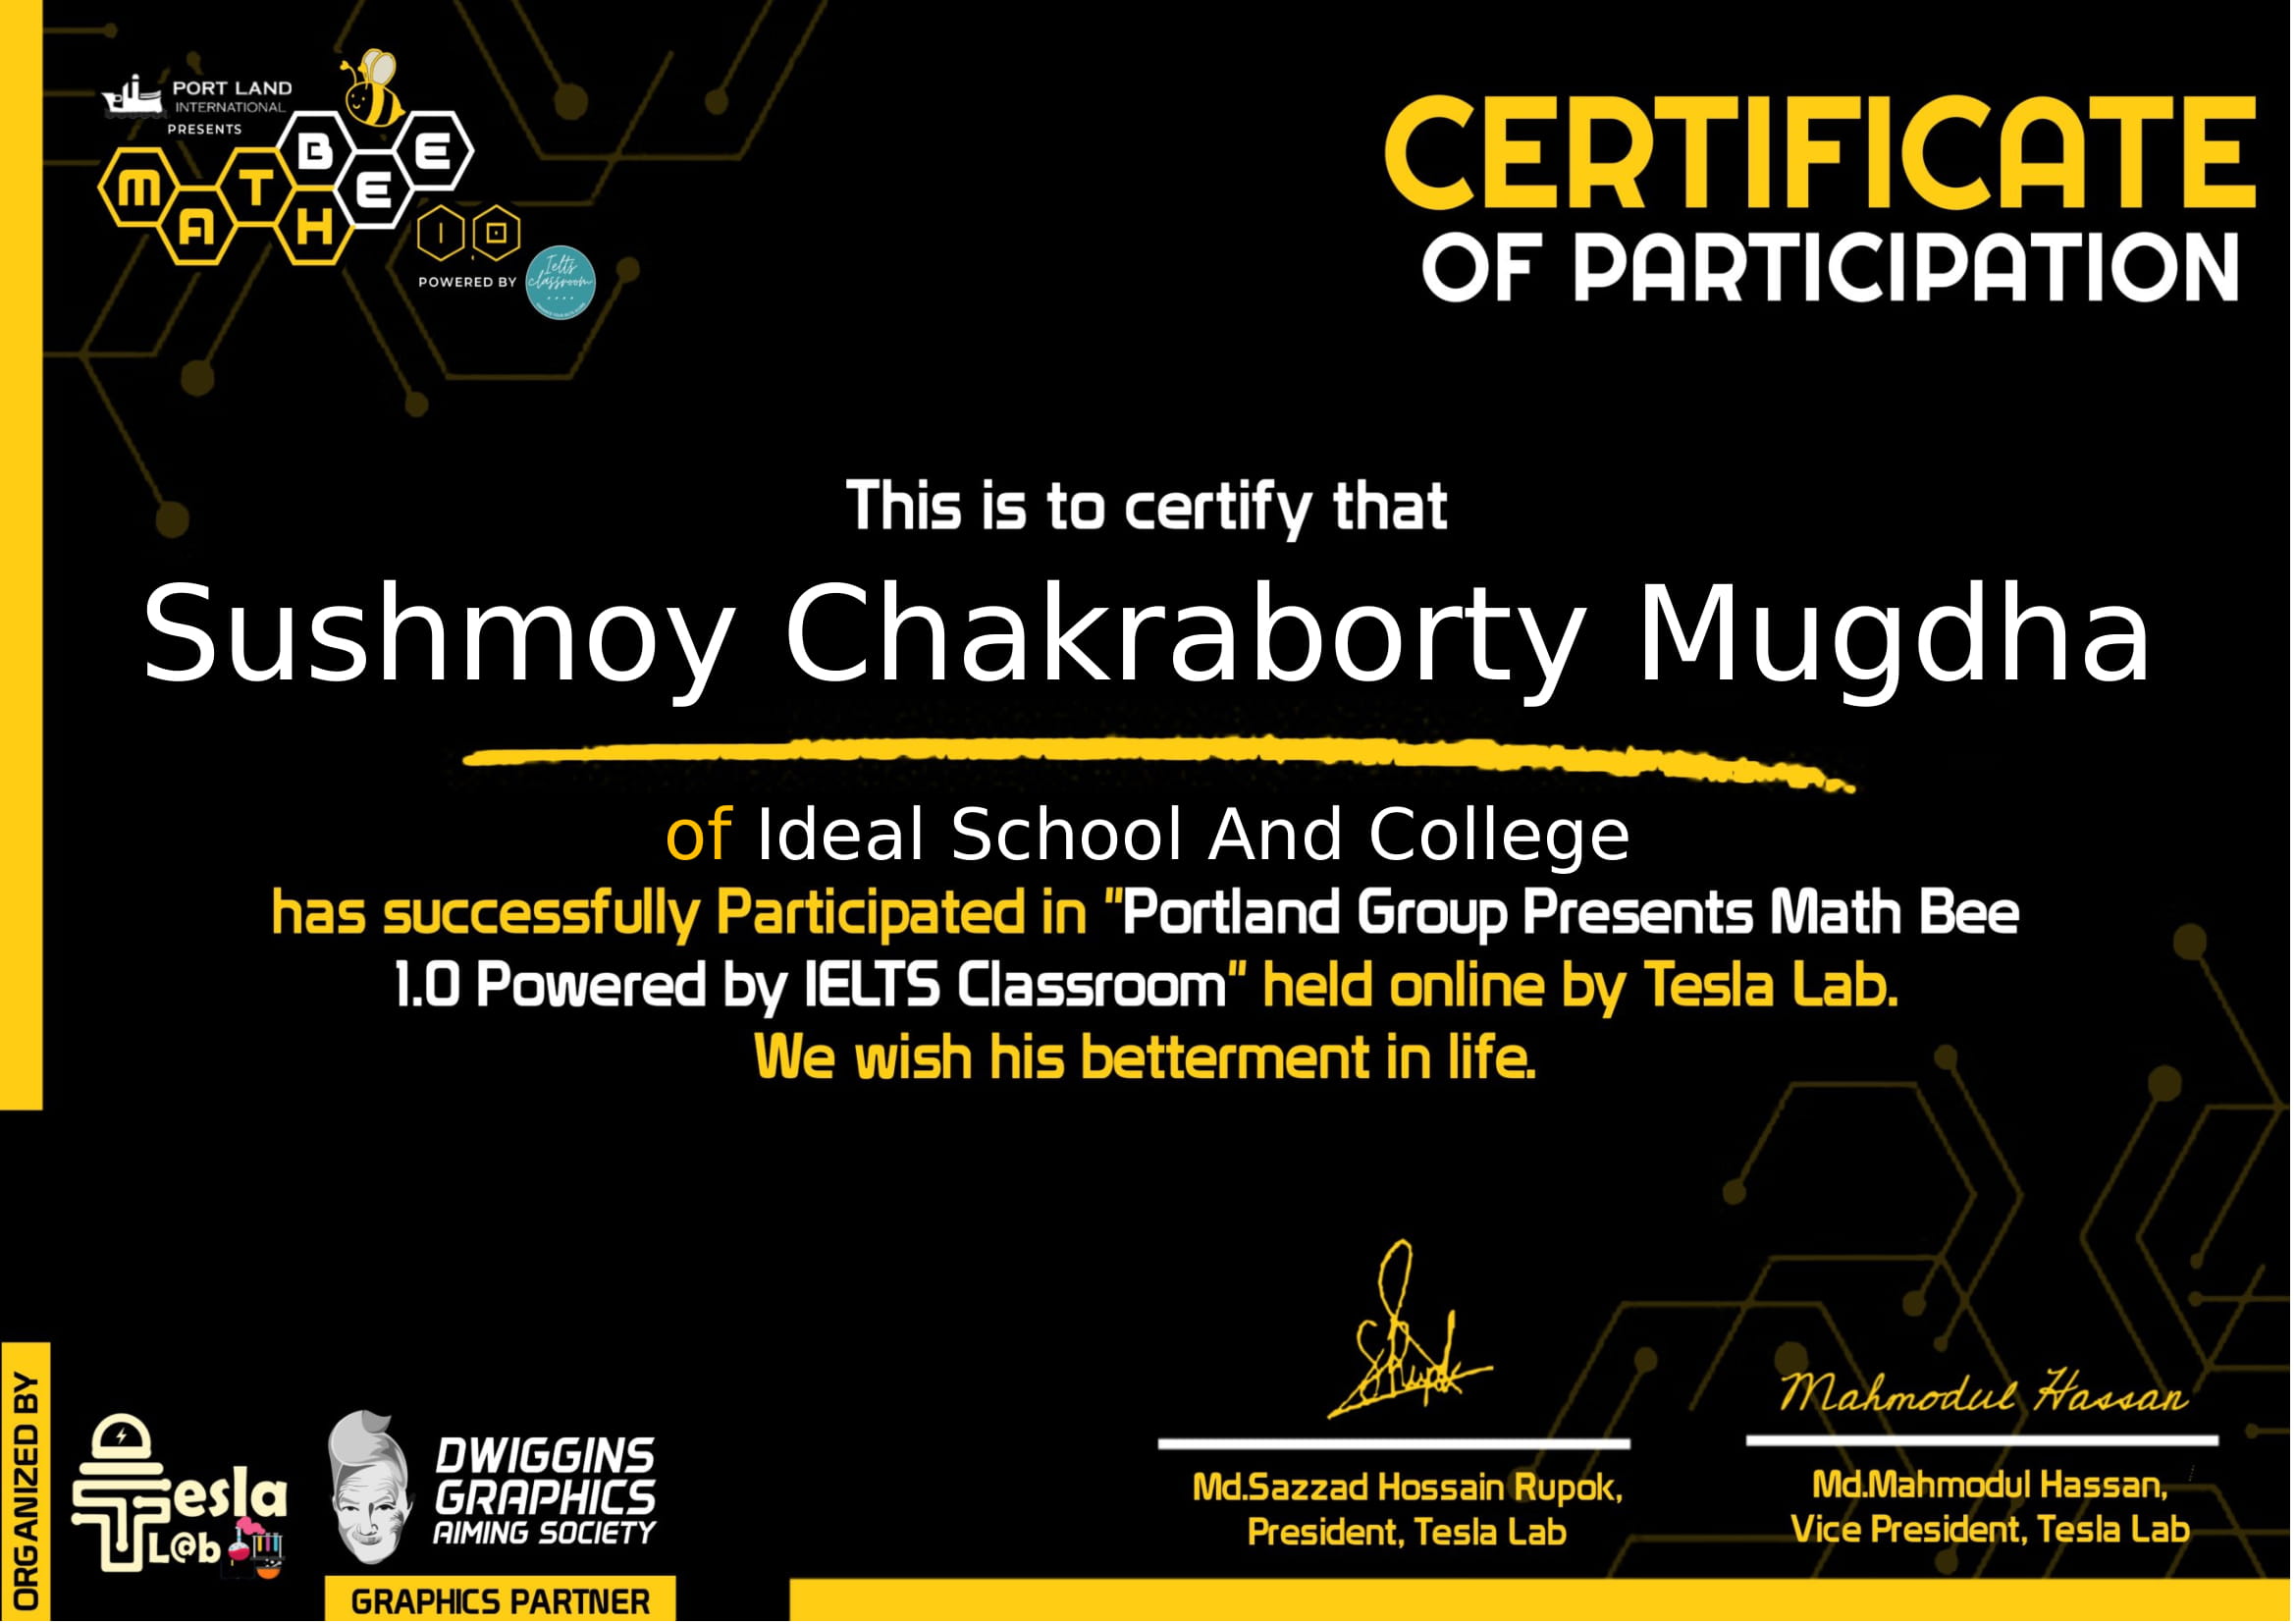 PORT LAND
INTERNATIONAL
PRESENTS
MATH BEE
1.0
POWERED BY
Ielts
classroom
CERTIFICATE
OF PARTICIPATION
This is to certify that
Sushmoy Chakraborty Mugdha
of Ideal School And College
has successfully Participated in "Portland Group Presents Math Bee
1.0 Powered by IELTS Classroom" held online by Tesla Lab.
We wish his betterment in life.
ORGANIZED BY
Tesla
L@b
DWIGGINS
GRAPHICS
AIMING SOCIETY
GRAPHICS PARTNER
SRupok
Md.Sazzad Hossain Rupok,
President, Tesla Lab
Mahmodul Hassan
Md.Mahmodul Hassan,
Vice President, Tesla Lab